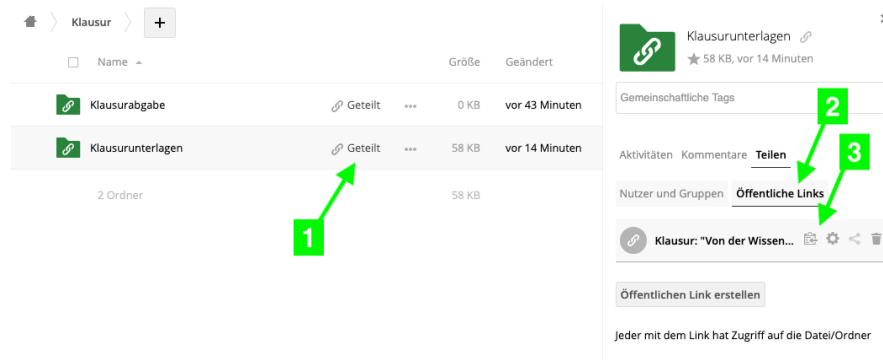 Klausur
+
Name
Größe
Geändert
Klausurabgabe
Geteilt
0 KB
vor 43 Minuten
Klausurunterlagen
Geteilt
58 KB
vor 14 Minuten
2 Ordner
58 KB
1
Klausurunterlagen
58 KB, vor 14 Minuten
Gemeinschaftliche Tags
2
3
Aktivitäten Kommentare Teilen
Nutzer und Gruppen Öffentliche Links
Klausur: "Von der Wissen...
Öffentlichen Link erstellen
Jeder mit dem Link hat Zugriff auf die Datei/Ordner